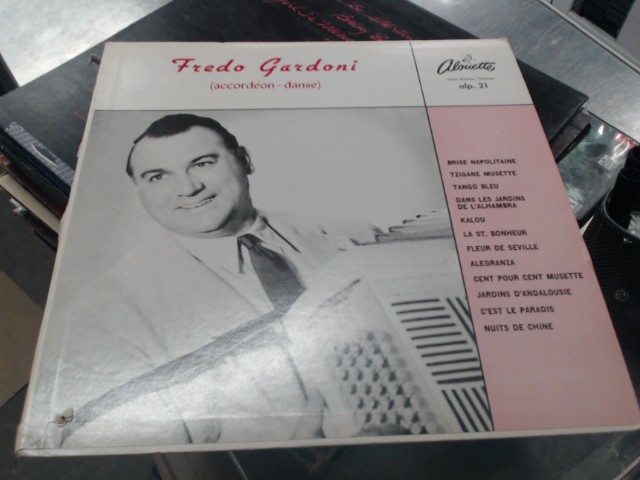 Fredo Gardoni
(accordéon - danse)
Alouette
alp. 21
BRISE NAPOLITAINE
TZIGANE MUSETTE
TANGO BLEU
DANS LES JARDINS
DE L'ALHAMBRA
KALOU
LA ST. BONHEUR
FLEUR DE SEVILLE
ALEGRANZA
CENT POUR CENT MUSETTE
JARDINS D'ANDALOUSIE
C'EST LE PARADIS
NUITS DE CHINE